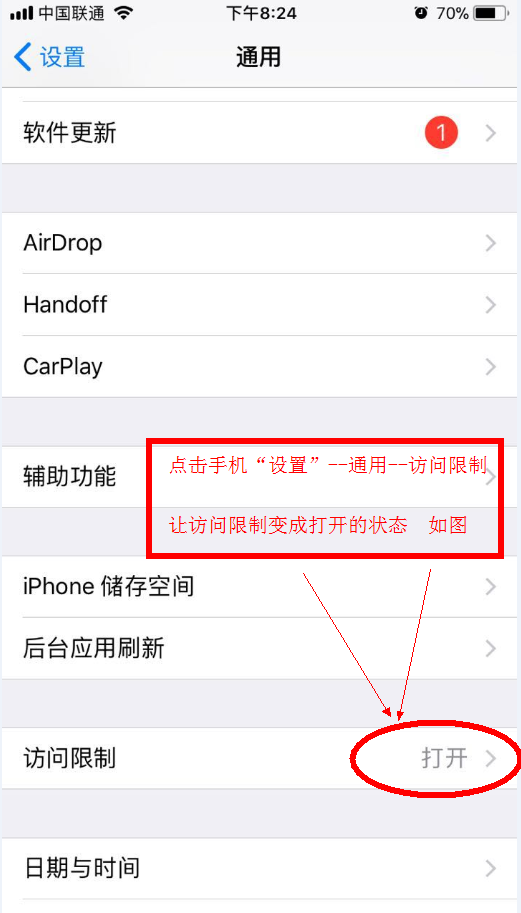 中国联通 下午8:24 70%
设置 通用
软件更新 1
AirDrop
Handoff
CarPlay
辅助功能
点击手机“设置”--通用--访问限制
让访问限制变成打开的状态 如图
iPhone 储存空间
后台应用刷新
访问限制 打开
日期与时间